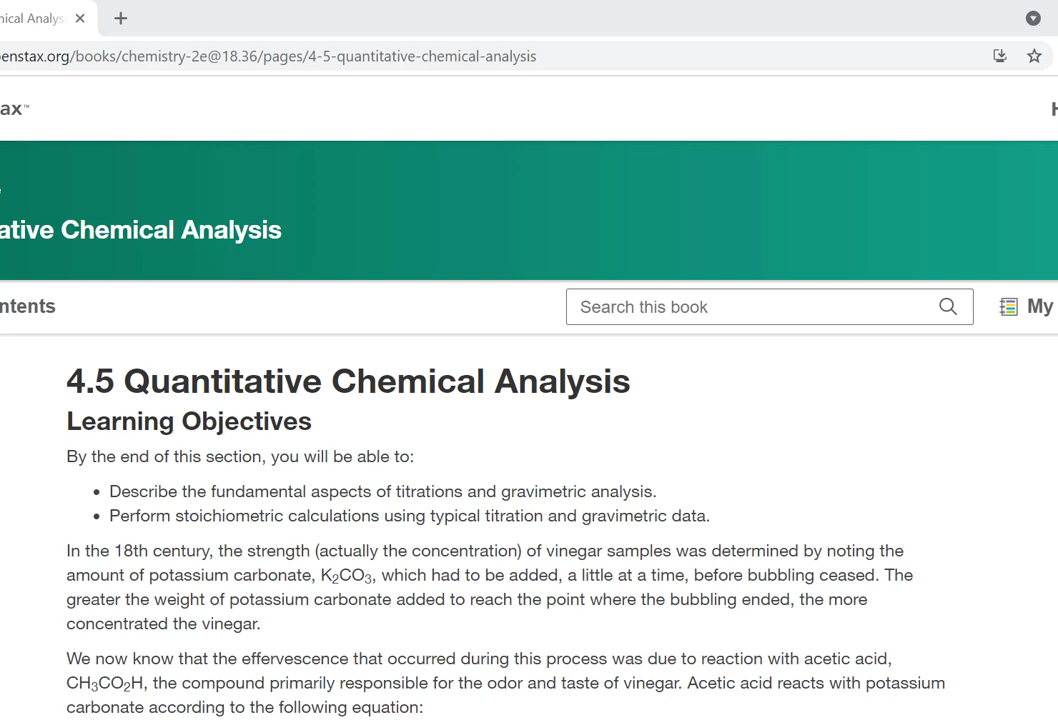 nical Analys
enstax.org/books/chemistry-2e@18.36/pages/4-5-quantitative-chemical-analysis
ax™
ative Chemical Analysis
ntents
Search this book
My
4.5 Quantitative Chemical Analysis
Learning Objectives
By the end of this section, you will be able to:
• Describe the fundamental aspects of titrations and gravimetric analysis.
• Perform stoichiometric calculations using typical titration and gravimetric data.
In the 18th century, the strength (actually the concentration) of vinegar samples was determined by noting the
amount of potassium carbonate, K₂CO₃, which had to be added, a little at a time, before bubbling ceased. The
greater the weight of potassium carbonate added to reach the point where the bubbling ended, the more
concentrated the vinegar.
We now know that the effervescence that occurred during this process was due to reaction with acetic acid,
CH₃CO₂H, the compound primarily responsible for the odor and taste of vinegar. Acetic acid reacts with potassium
carbonate according to the following equation: